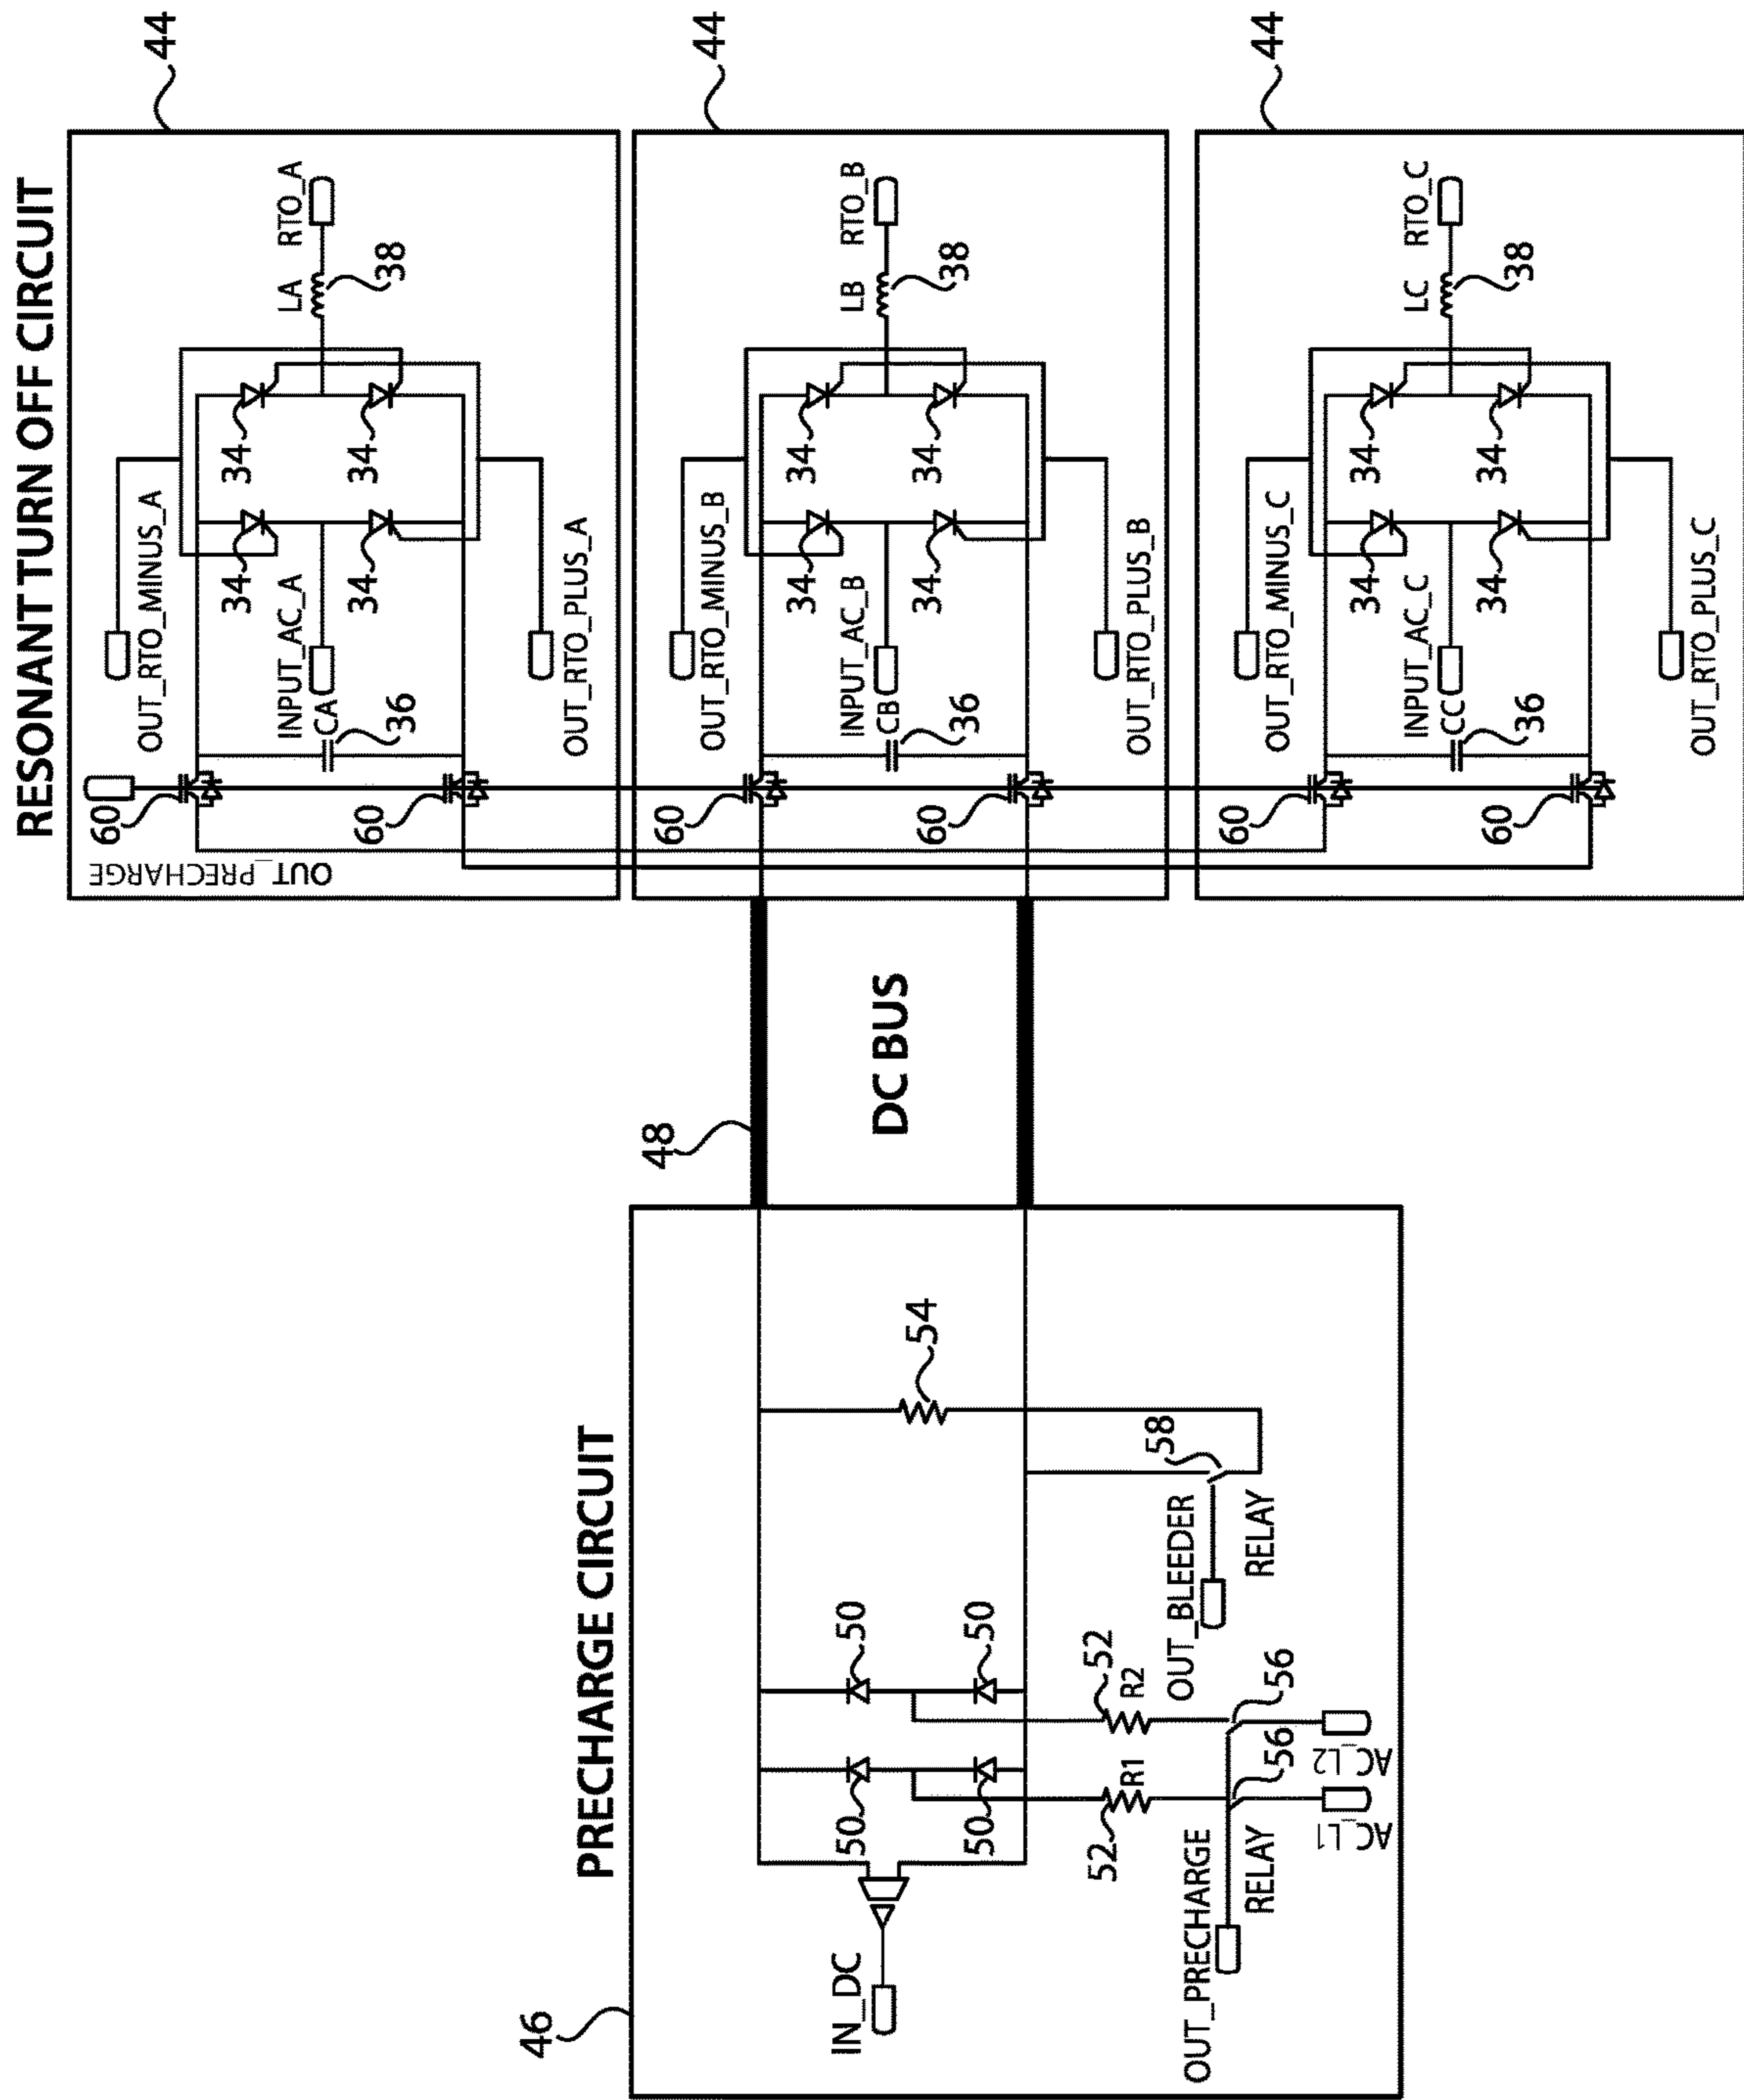 RESONANT TURN OFF CIRCUIT
44
OUT_RTO_MINUS_A
34
34
LA
RTO_A
38
INPUT_AC_A
CA
36
34
34
60
60
OUT_PRECHARGE
OUT_RTO_PLUS_A
44
OUT_RTO_MINUS_B
34
34
LB
RTO_B
38
INPUT_AC_B
CB
36
34
34
60
60
OUT_RTO_PLUS_B
44
OUT_RTO_MINUS_C
34
34
LC
RTO_C
38
INPUT_AC_C
CC
36
34
34
60
60
OUT_RTO_PLUS_C
48
DC BUS
PRECHARGE CIRCUIT
46
IN_DC
50
50
50
50
54
52
R1
52
R2
OUT_BLEEDER
58
RELAY
OUT_PRECHARGE
RELAY
56
56
AC_L1
AC_L2